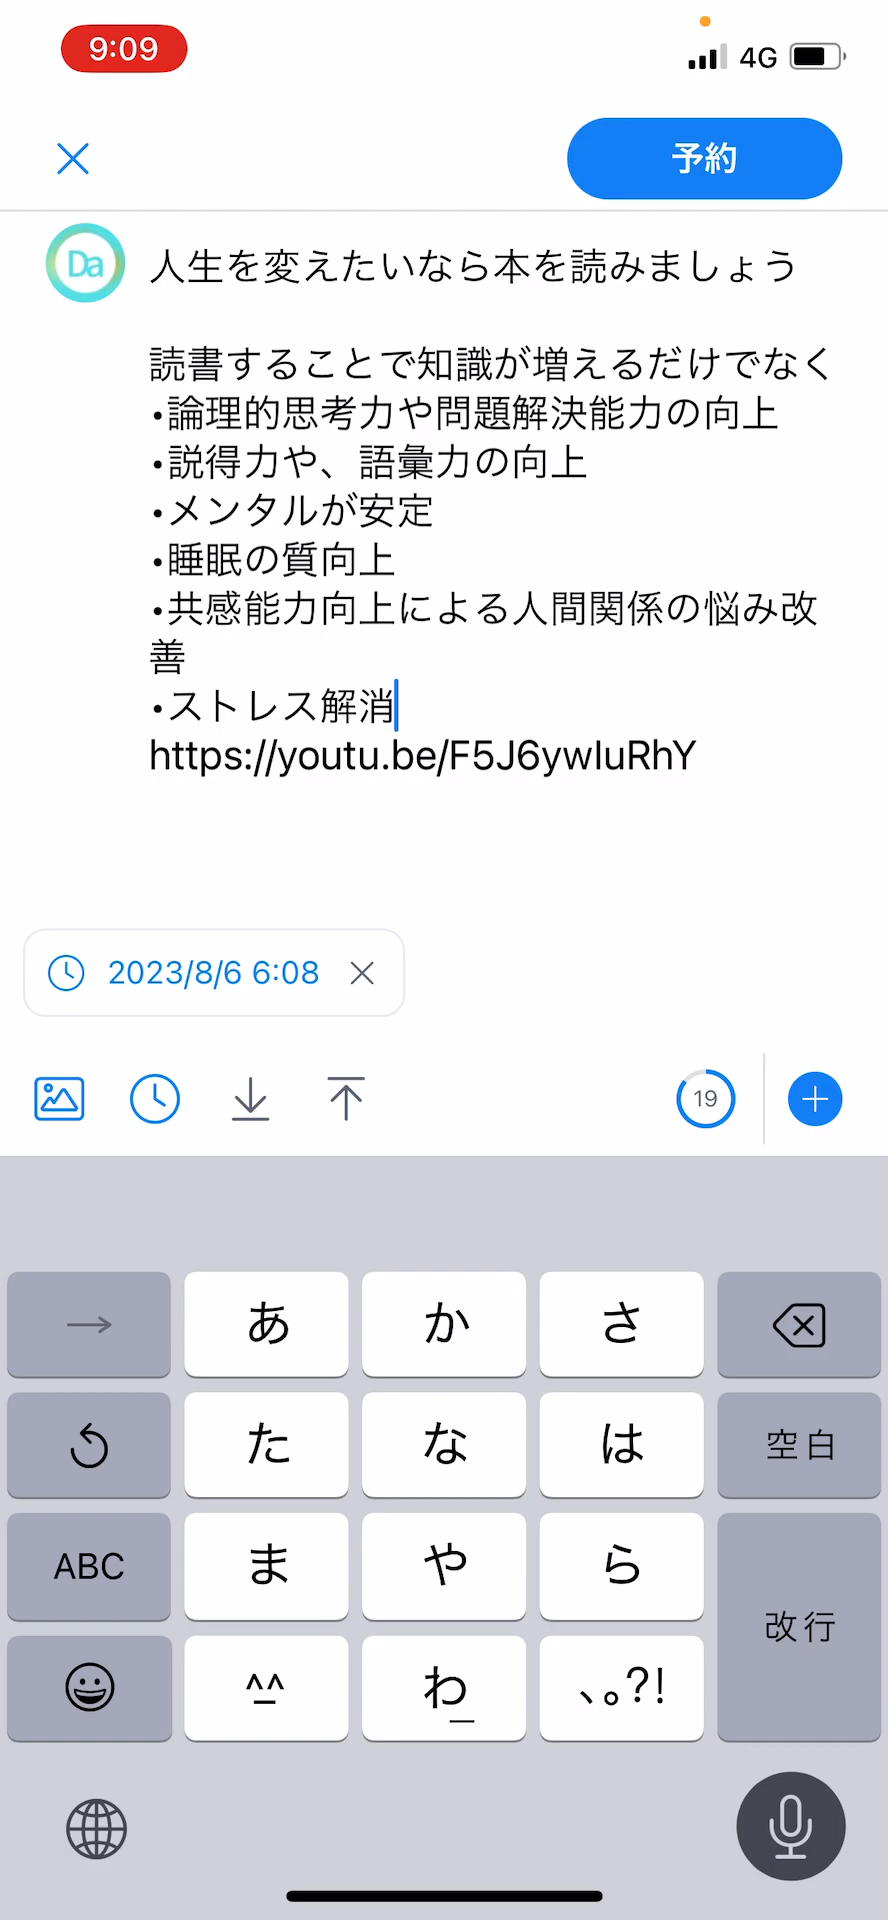 9:09
4G
予約
Da
人生を変えたいなら本を読みましょう
読書することで知識が増えるだけでなく
•論理的思考力や問題解決能力の向上
•説得力や、語彙力の向上
•メンタルが安定
•睡眠の質向上
•共感能力向上による人間関係の悩み改
善
•ストレス解消
https://youtu.be/F5J6ywIuRhY
2023/8/6 6:08
19
→ あ か さ
た な は 空白
ABC ま や ら
改行
^_^ わ_ 、。?!